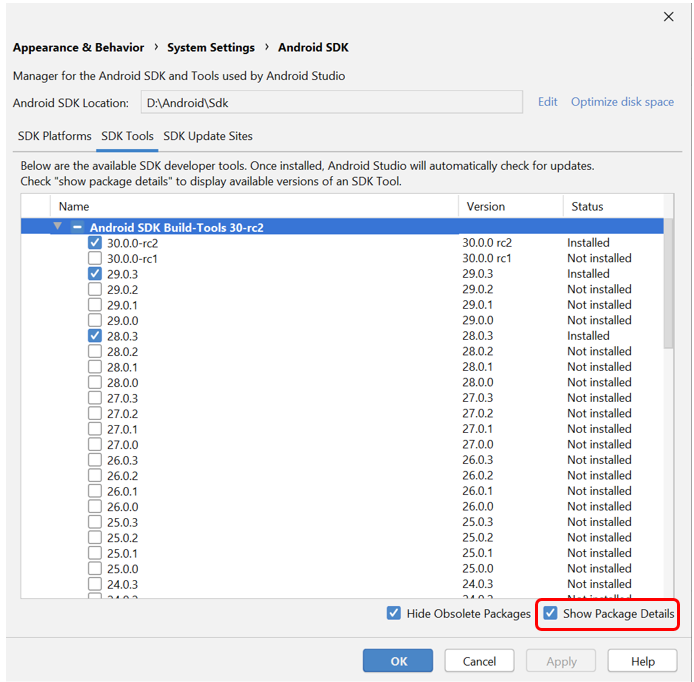 Appearance & Behavior › System Settings › Android SDK
Manager for the Android SDK and Tools used by Android Studio
Android SDK Location: D:\Android\Sdk Edit Optimize disk space
SDK Platforms SDK Tools SDK Update Sites
Below are the available SDK developer tools. Once installed, Android Studio will automatically check for updates.
Check "show package details" to display available versions of an SDK Tool.
Name Version Status
Android SDK Build-Tools 30-rc2
30.0.0-rc2 30.0.0 rc2 Installed
30.0.0-rc1 30.0.0 rc1 Not installed
29.0.3 29.0.3 Installed
29.0.2 29.0.2 Not installed
29.0.1 29.0.1 Not installed
29.0.0 29.0.0 Not installed
28.0.3 28.0.3 Installed
28.0.2 28.0.2 Not installed
28.0.1 28.0.1 Not installed
28.0.0 28.0.0 Not installed
27.0.3 27.0.3 Not installed
27.0.2 27.0.2 Not installed
27.0.1 27.0.1 Not installed
27.0.0 27.0.0 Not installed
26.0.3 26.0.3 Not installed
26.0.2 26.0.2 Not installed
26.0.1 26.0.1 Not installed
26.0.0 26.0.0 Not installed
25.0.3 25.0.3 Not installed
25.0.2 25.0.2 Not installed
25.0.1 25.0.1 Not installed
25.0.0 25.0.0 Not installed
24.0.3 24.0.3 Not installed
Hide Obsolete Packages Show Package Details
OK Cancel Apply Help